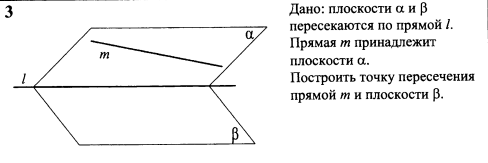 3
α
m
l
β
Дано: плоскости α и β
пересекаются по прямой l.
Прямая m принадлежит
плоскости α.
Построить точку пересечения
прямой m и плоскости β.